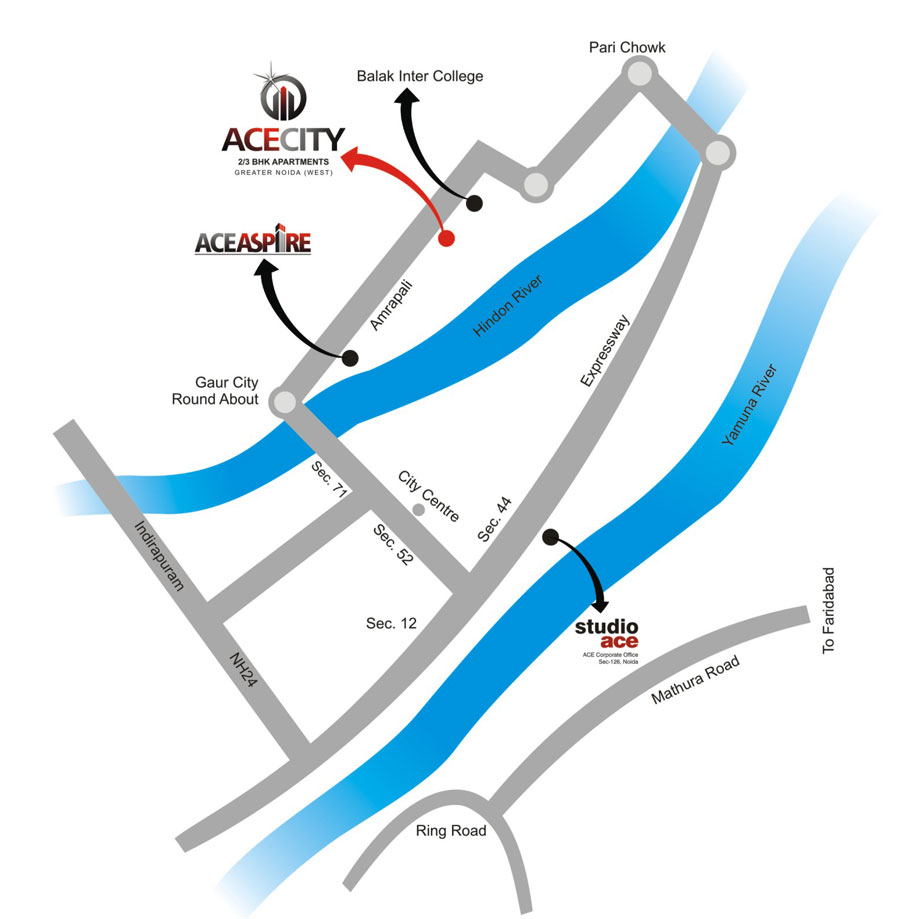 Pari Chowk
Balak Inter College
ACECITY
2/3 BHK APARTMENTS
GREATER NOIDA (WEST)
ACEASPIRE
Amrapali
Hindon River
Expressway
Gaur City
Round About
Yamuna River
Sec. 71
City Centre
Sec. 44
Sec. 52
Indirapuram
Sec. 12
studio
ace
ACE Corporate Office
Sec-126, Noida
To Faridabad
NH24
Mathura Road
Ring Road